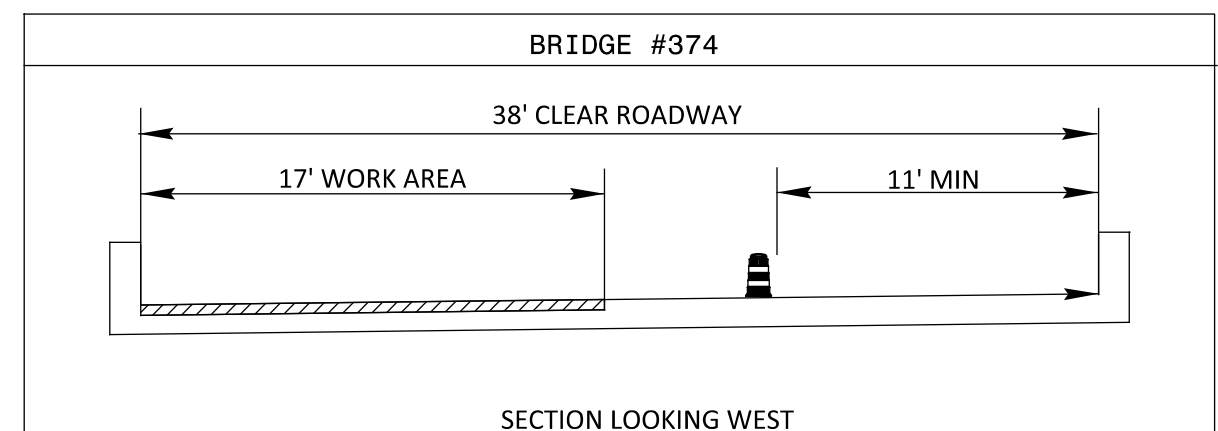 BRIDGE #374
38' CLEAR ROADWAY
17' WORK AREA
11' MIN
SECTION LOOKING WEST